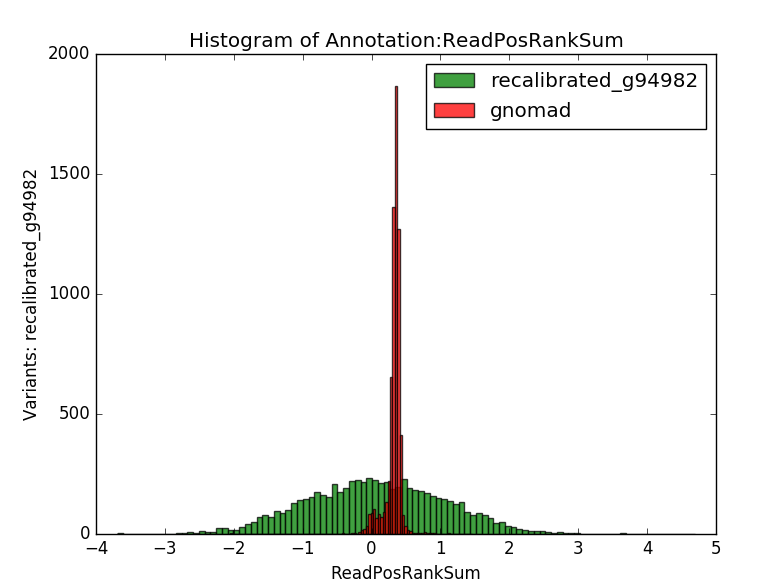 Histogram of Annotation:ReadPosRankSum
recalibrated_g94982
gnomad
2000
1500
1000
500
0
Variants: recalibrated_g94982
−4 −3 −2 −1 0 1 2 3 4 5
ReadPosRankSum